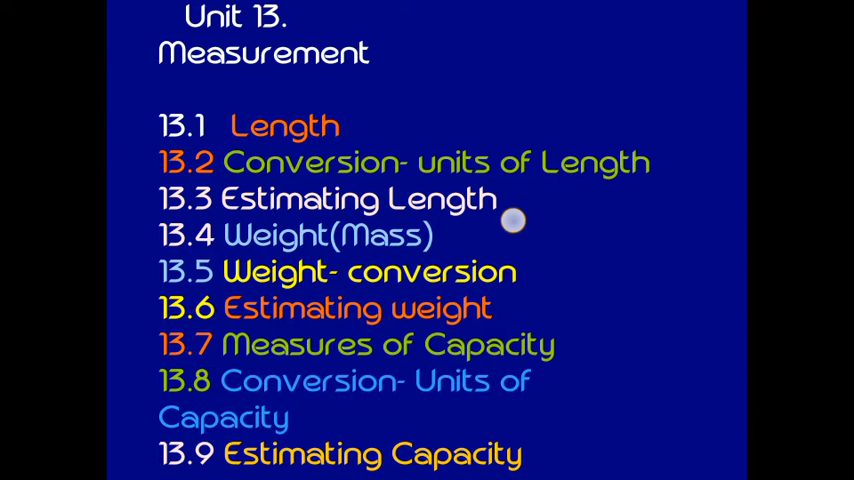 Unit 13.
Measurement
13.1 Length
13.2 Conversion- units of Length
13.3 Estimating Length
13.4 Weight(Mass)
13.5 Weight- conversion
13.6 Estimating weight
13.7 Measures of Capacity
13.8 Conversion- Units of
Capacity
13.9 Estimating Capacity